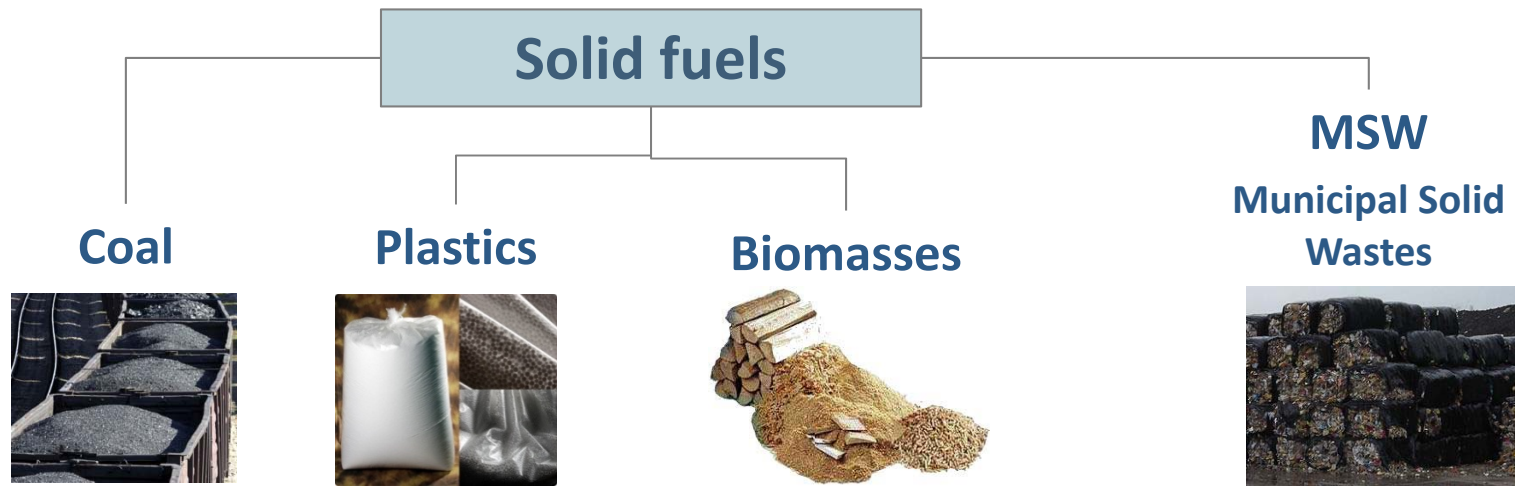 Solid fuels
Coal
Plastics
Biomasses
MSW
Municipal Solid
Wastes